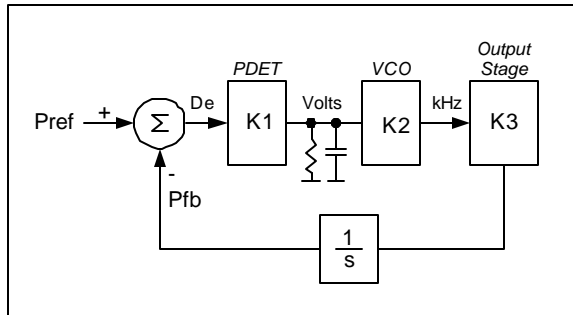 Output
Stage
PDET
VCO
De
Volts
kHz
Pref
+
Σ
K1
K2
K3
-
Pfb
1
s